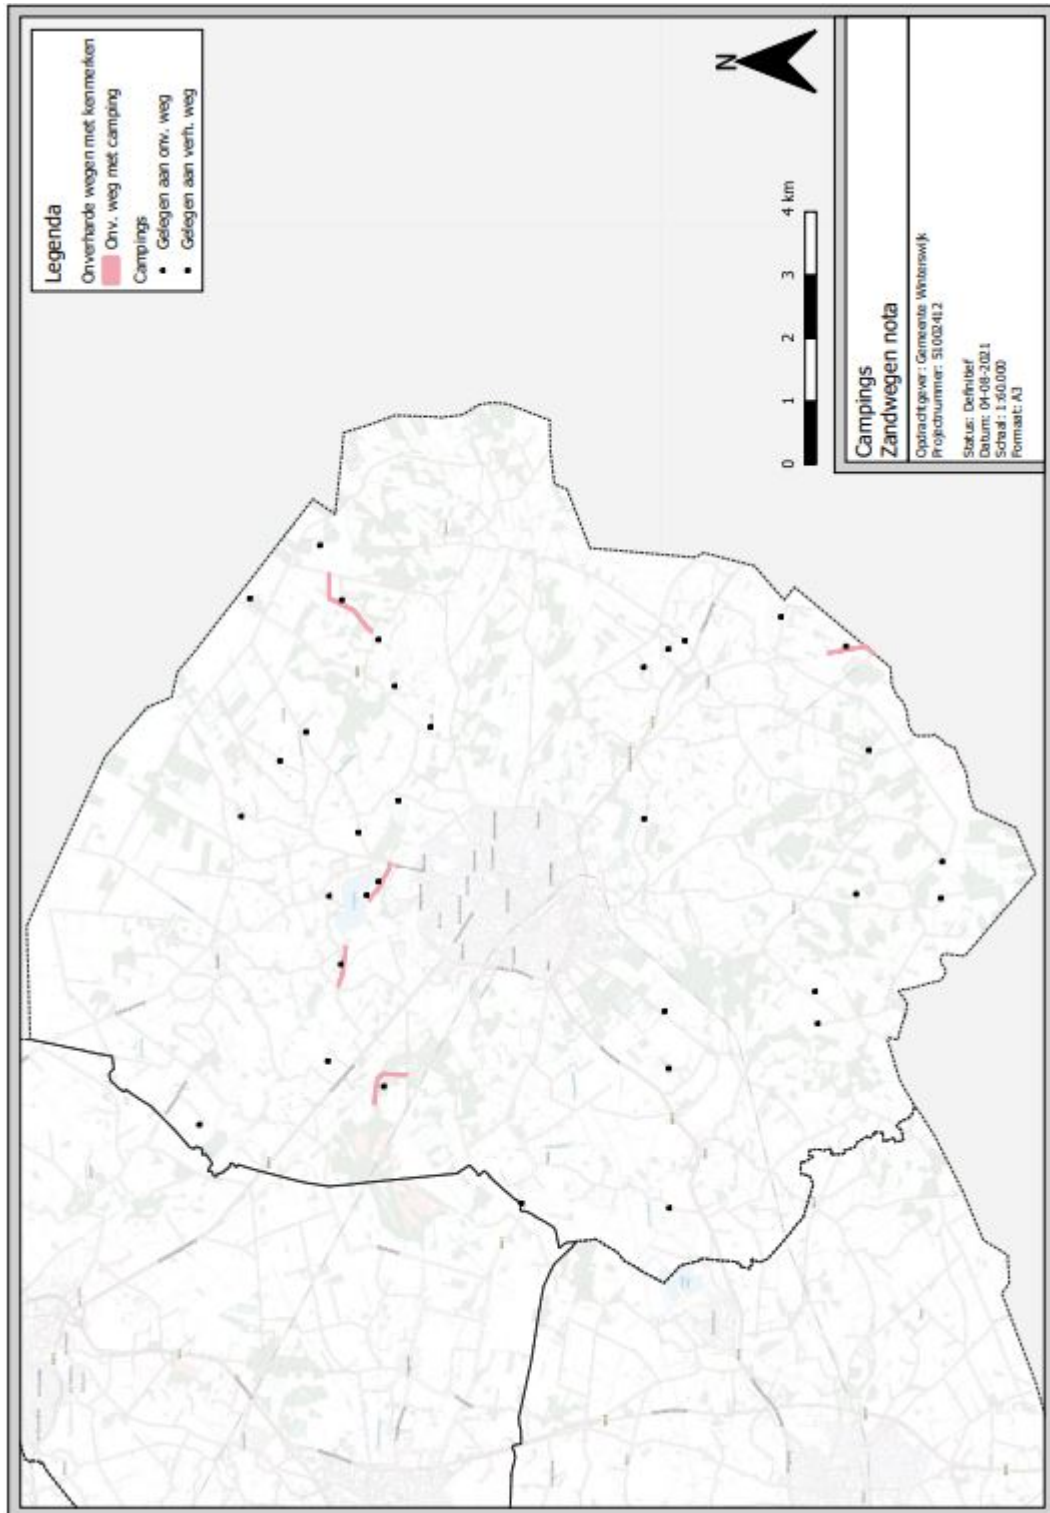 Legenda
Onverharde wegen met kenmerken
Onv. weg met camping
Campings
Gelegen aan onv. weg
Gelegen aan verh. weg
N
0 1 2 3 4 km
Campings
Zandwegen nota
Opdrachtgever: Gemeente Winterswijk
Projectnummer: 51002412
Status: Definitief
Datum: 04-08-2021
Schaal: 1:60.000
Formaat: A3